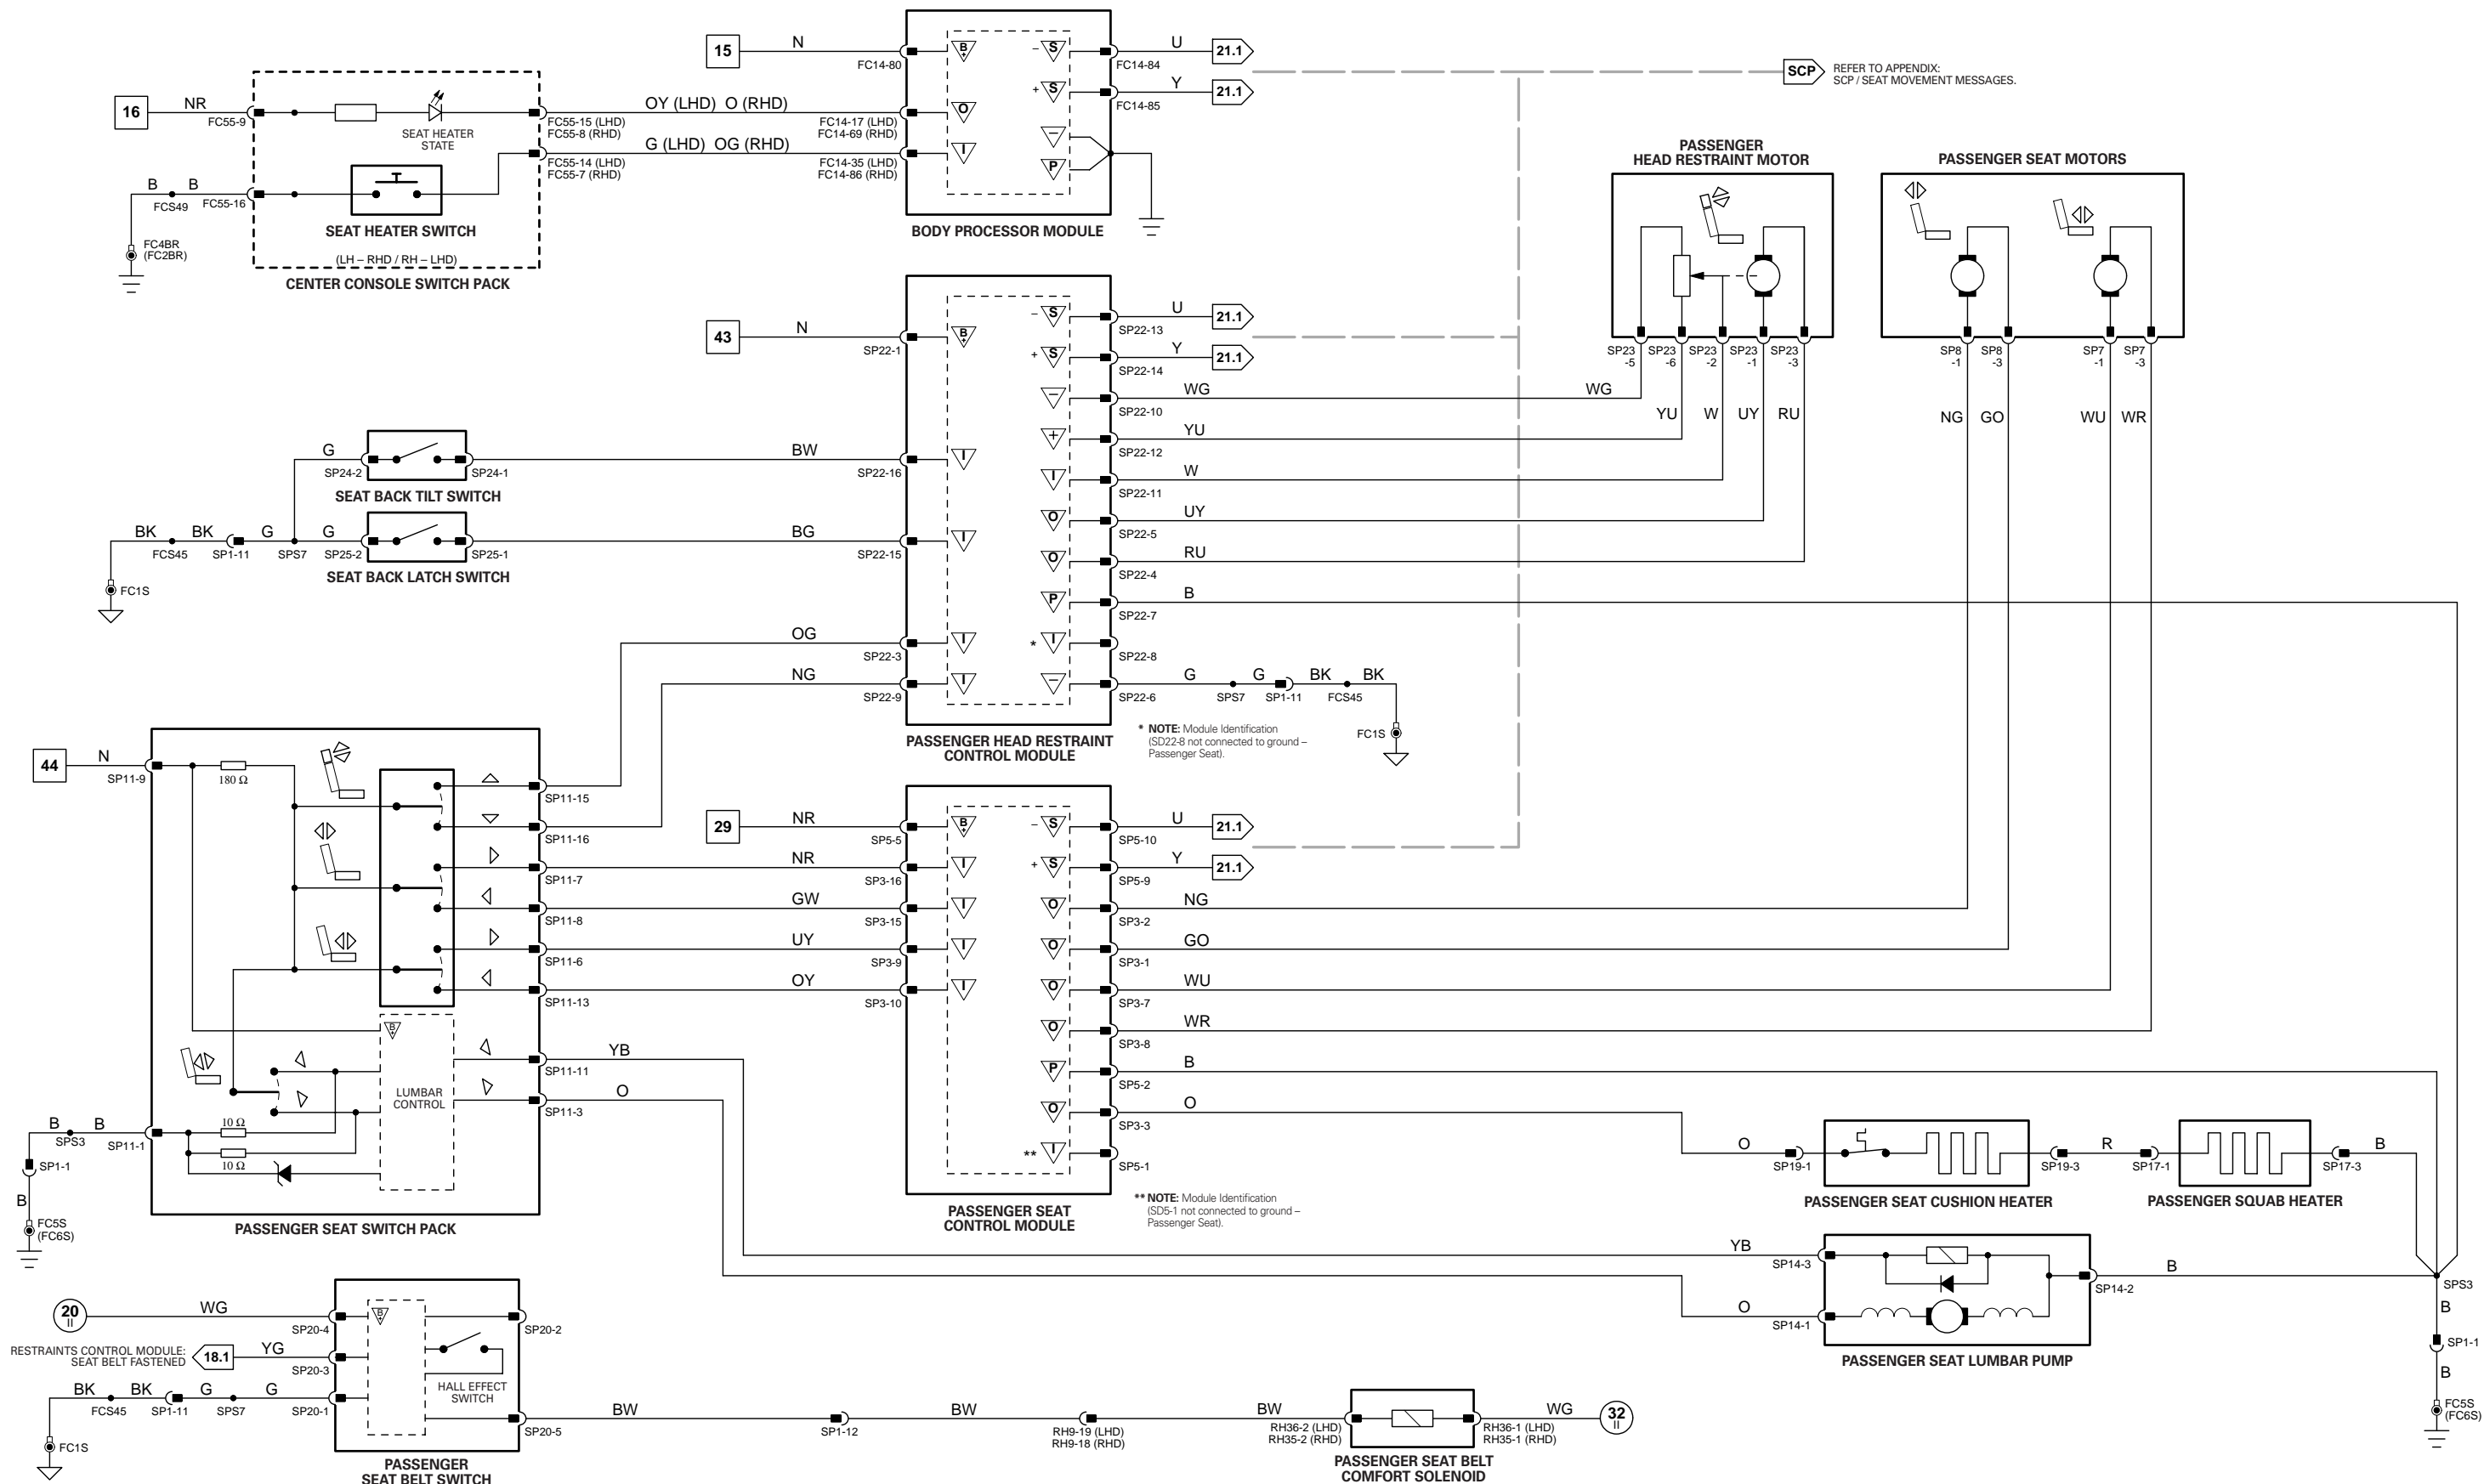 15
N
FC14-80
B+
– S
U
21.1
FC14-84
+ S
Y
21.1
FC14-85
SCP
REFER TO APPENDIX:
SCP / SEAT MOVEMENT MESSAGES.
16
NR
FC55-9
SEAT HEATER
STATE
OY (LHD) O (RHD)
FC55-15 (LHD)
FC55-8 (RHD)
FC14-17 (LHD)
FC14-69 (RHD)
O
G (LHD) OG (RHD)
FC55-14 (LHD)
FC55-7 (RHD)
FC14-35 (LHD)
FC14-86 (RHD)
I
–
P
B
B
FCS49
FC55-16
FC4BR
(FC2BR)
SEAT HEATER SWITCH
(LH – RHD / RH – LHD)
CENTER CONSOLE SWITCH PACK
BODY PROCESSOR MODULE
PASSENGER
HEAD RESTRAINT MOTOR
PASSENGER SEAT MOTORS
SP23
-5
SP23
-6
SP23
-2
SP23
-1
SP23
-3
SP8
-1
SP8
-3
SP7
-1
SP7
-3
WG
YU
W
UY
RU
NG
GO
WU
WR
43
N
SP22-1
B+
– S
U
21.1
SP22-13
+ S
Y
21.1
SP22-14
–
WG
SP22-10
+
YU
SP22-12
I
W
SP22-11
O
UY
SP22-5
O
RU
SP22-4
P
B
SP22-7
* I
SP22-8
–
G
G
BK
BK
SP22-6
SPS7
SP1-11
FCS45
FC1S
G
SP24-2
SP24-1
BW
SP22-16
I
SEAT BACK TILT SWITCH
BK
BK
G
G
FCS45
SP1-11
SPS7
SP25-2
SP25-1
BG
SP22-15
I
SEAT BACK LATCH SWITCH
FC1S
OG
SP22-3
I
NG
SP22-9
I
PASSENGER HEAD RESTRAINT
CONTROL MODULE
* NOTE: Module Identification
(SD22-8 not connected to ground –
Passenger Seat).
44
N
SP11-9
180 Ω
SP11-15
SP11-16
SP11-7
SP11-8
SP11-6
SP11-13
B+
LUMBAR
CONTROL
SP11-11
YB
SP11-3
O
B
B
SPS3
SP11-1
10 Ω
10 Ω
SP1-1
B
FC5S
(FC6S)
PASSENGER SEAT SWITCH PACK
29
NR
SP5-5
B+
NR
SP3-16
I
GW
SP3-15
I
UY
SP3-9
I
OY
SP3-10
I
– S
U
21.1
SP5-10
+ S
Y
21.1
SP5-9
O
NG
SP3-2
O
GO
SP3-1
O
WU
SP3-7
O
WR
SP3-8
P
B
SP5-2
O
O
SP3-3
** I
SP5-1
PASSENGER SEAT
CONTROL MODULE
** NOTE: Module Identification
(SD5-1 not connected to ground –
Passenger Seat).
O
SP19-1
SP19-3
R
SP17-1
SP17-3
B
PASSENGER SEAT CUSHION HEATER
PASSENGER SQUAB HEATER
YB
SP14-3
O
SP14-1
SP14-2
B
PASSENGER SEAT LUMBAR PUMP
SPS3
B
SP1-1
B
FC5S
(FC6S)
20
II
WG
SP20-4
B+
SP20-2
RESTRAINTS CONTROL MODULE:
SEAT BELT FASTENED
18.1
YG
SP20-3
HALL EFFECT
SWITCH
BK
BK
G
G
FCS45
SP1-11
SPS7
SP20-1
FC1S
SP20-5
BW
SP1-12
BW
RH9-19 (LHD)
RH9-18 (RHD)
BW
RH36-2 (LHD)
RH35-2 (RHD)
RH36-1 (LHD)
RH35-1 (RHD)
WG
32
II
PASSENGER
SEAT BELT SWITCH
PASSENGER SEAT BELT
COMFORT SOLENOID